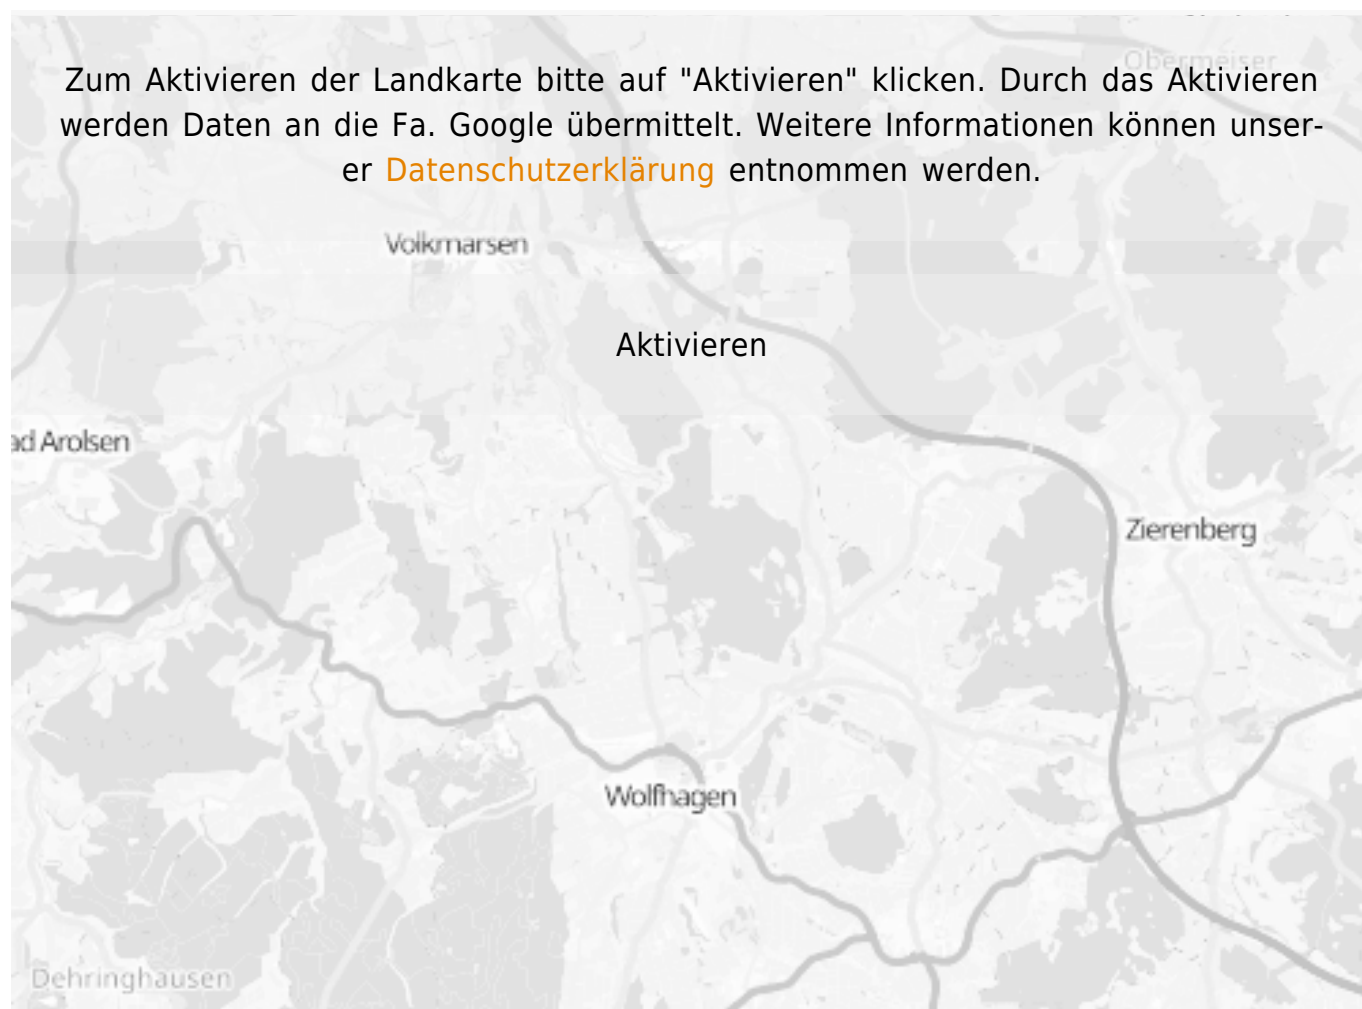 Obermeiser
Zum Aktivieren der Landkarte bitte auf "Aktivieren" klicken. Durch das Aktivieren
werden Daten an die Fa. Google übermittelt. Weitere Informationen können unser-
er Datenschutzerklärung entnommen werden.
Volkmarsen
Aktivieren
ad Arolsen
Zierenberg
Wolfhagen
Dehringhausen